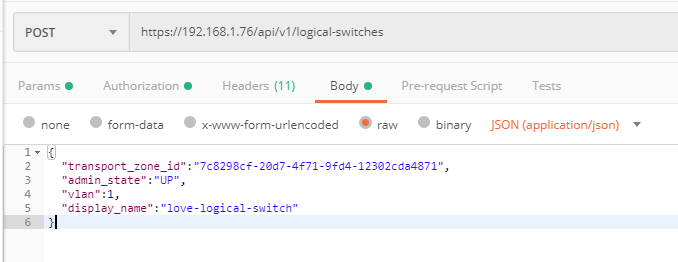 POST https://192.168.1.76/api/v1/logical-switches
Params Authorization Headers (11) Body Pre-request Script Tests
none form-data x-www-form-urlencoded raw binary JSON (application/json)
1 {
2 "transport_zone_id":"7c8298cf-20d7-4f71-9fd4-12302cda4871",
3 "admin_state":"UP",
4 "vlan":1,
5 "display_name":"love-logical-switch"
6 }